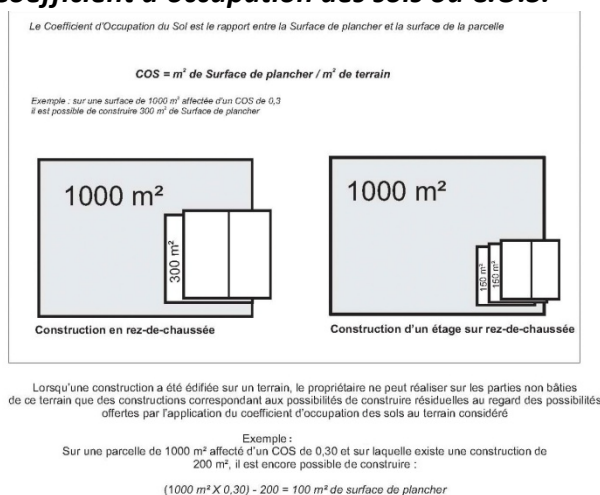 Coefficient d'occupation des sols ou C.O.S.
Le Coefficient d'Occupation du Sol est le rapport entre la Surface de plancher et la surface de la parcelle
COS = m² de Surface de plancher / m² de terrain
Exemple : sur une surface de 1000 m² affectée d'un COS de 0,3
il est possible de construire 300 m² de Surface de plancher
1000 m²
300 m²
Construction en rez-de-chaussée
1000 m²
150 m²
150 m²
Construction d'un étage sur rez-de-chaussée
Lorsqu'une construction a été édifiée sur un terrain, le propriétaire ne peut réaliser sur les parties non bâties
de ce terrain que des constructions correspondant aux possibilités de construire résiduelles au regard des possibilités
offertes par l'application du coefficient d'occupation des sols au terrain considéré
Exemple :
Sur une parcelle de 1000 m² affecté d'un COS de 0,30 et sur laquelle existe une construction de
200 m², il est encore possible de construire :
(1000 m² X 0,30) - 200 = 100 m² de surface de plancher